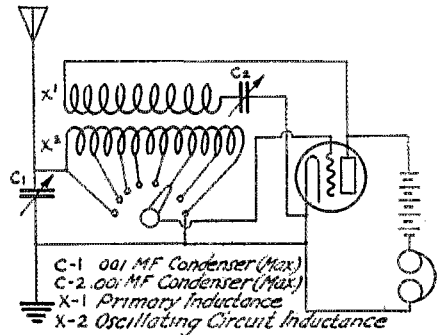 C2
X1
X2
C1
C-1 .001 MF Condenser (Max)
C-2 .001 MF Condenser (Max)
X-1 Primary Inductance
X-2 Oscillating Circuit Inductance